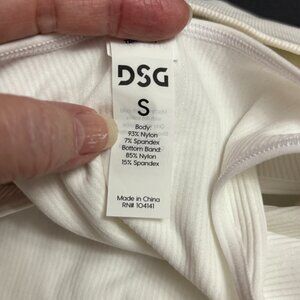 DSG
S
Body:
93% Nylon
7% Spandex
Bottom Band:
85% Nylon
15% Spandex
Made in China
RN# 104141